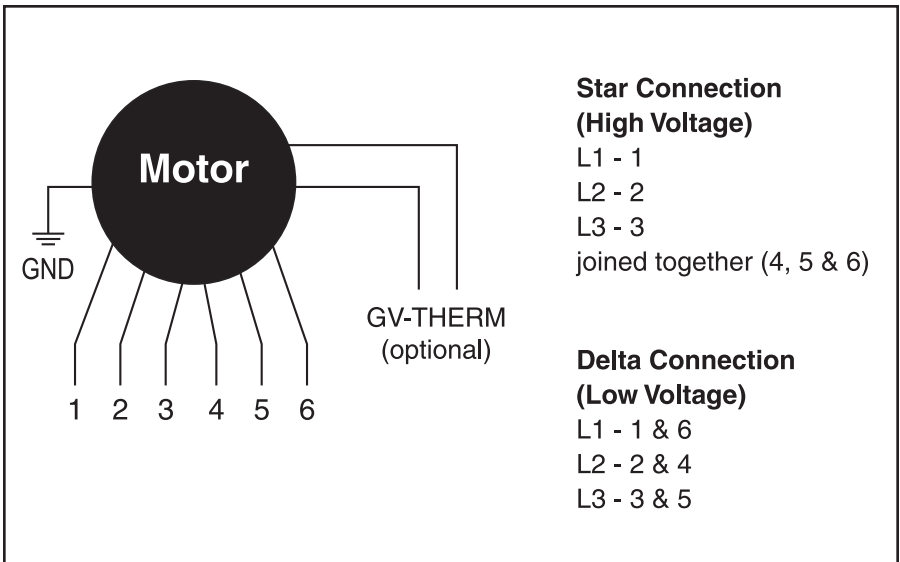 Motor
GND
1 2 3 4 5 6
GV-THERM
(optional)
Star Connection
(High Voltage)
L1 - 1
L2 - 2
L3 - 3
joined together (4, 5 & 6)
Delta Connection
(Low Voltage)
L1 - 1 & 6
L2 - 2 & 4
L3 - 3 & 5